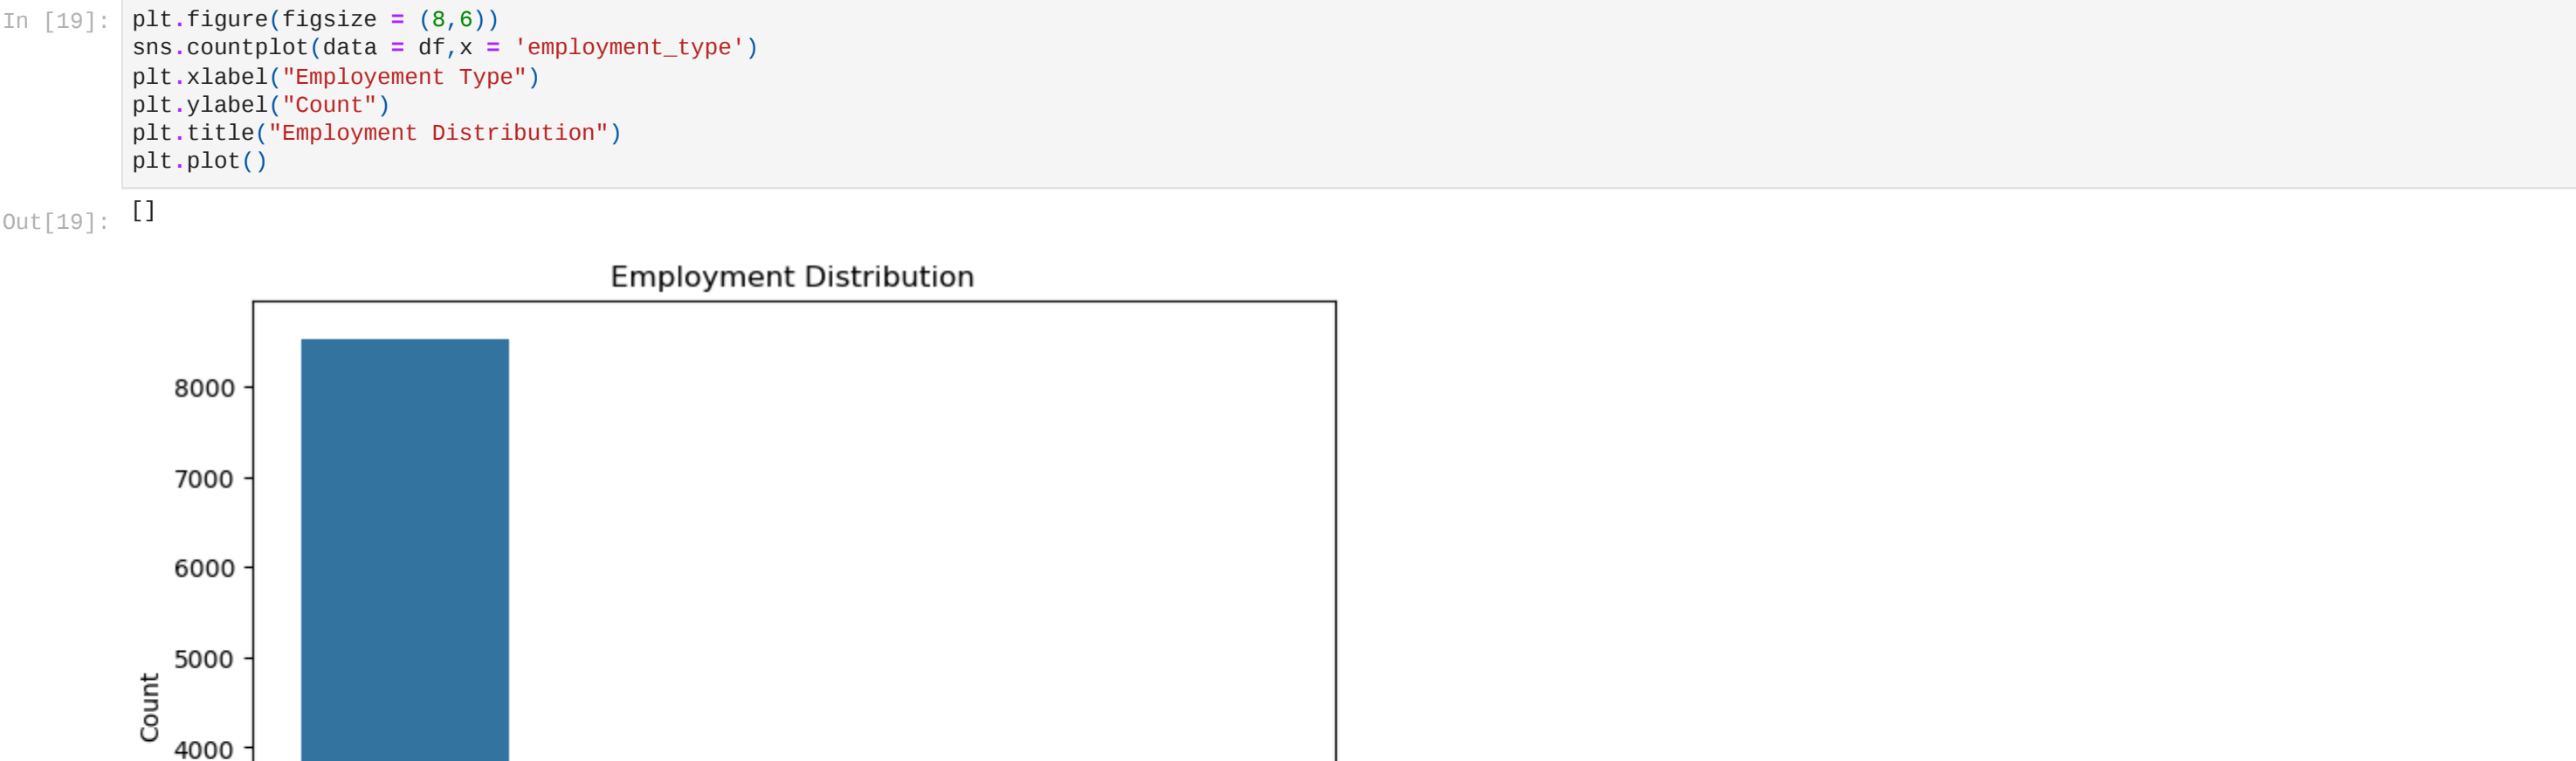 In [19]:
plt.figure(figsize = (8,6))
sns.countplot(data = df,x = 'employment_type')
plt.xlabel("Employement Type")
plt.ylabel("Count")
plt.title("Employment Distribution")
plt.plot()
Out[19]:
[]
Employment Distribution
8000
7000
6000
5000
4000
Count